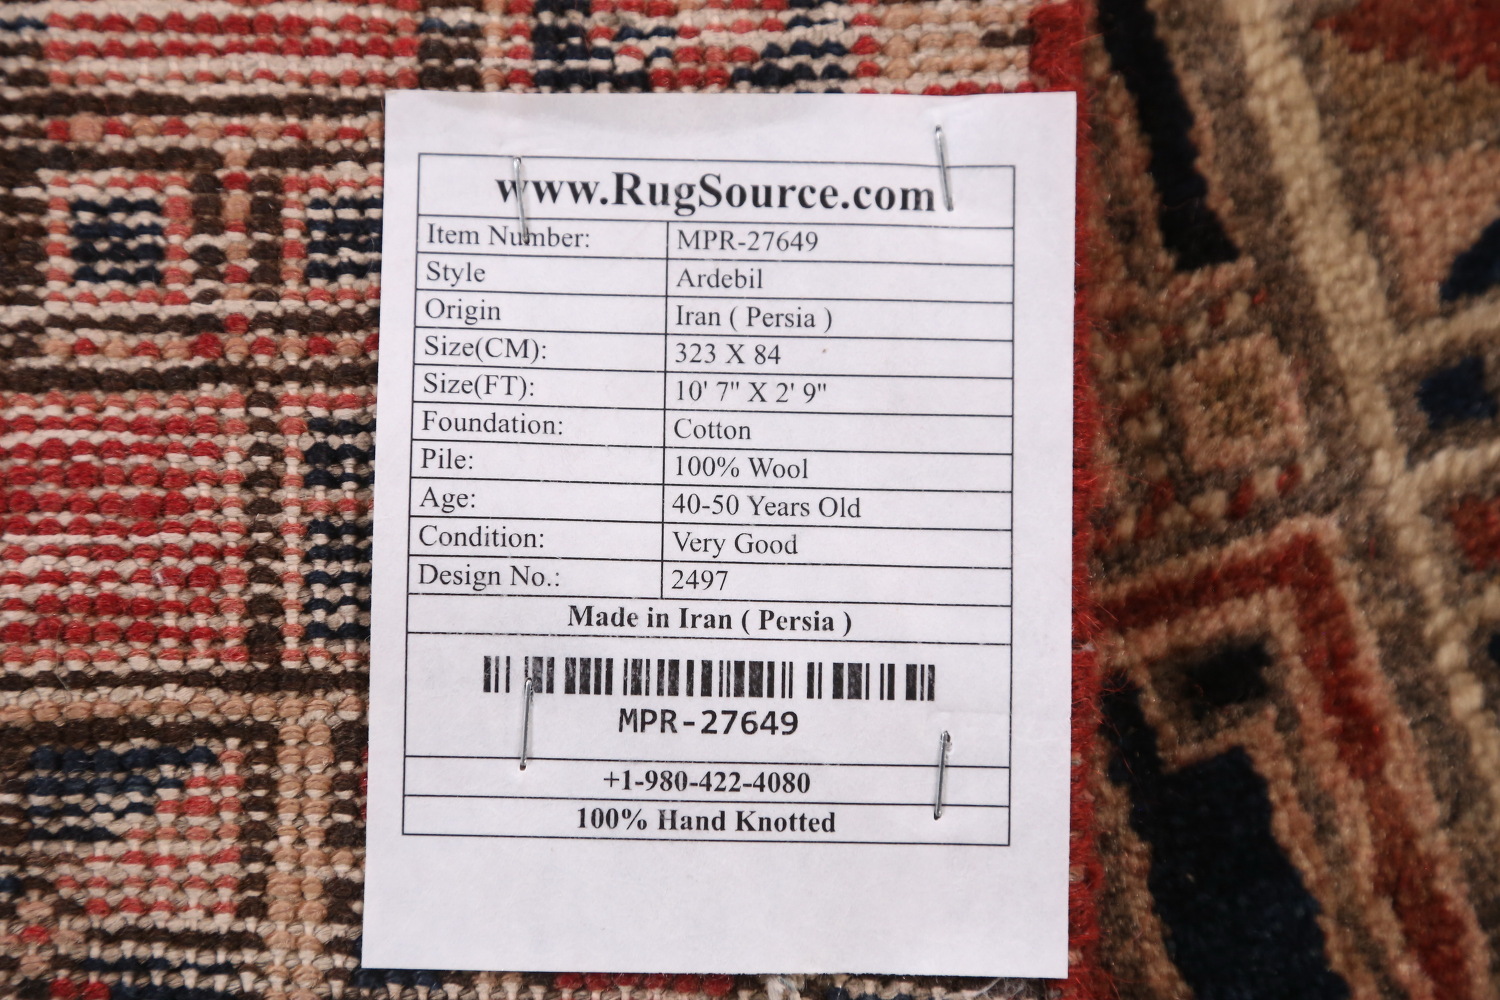 www.RugSource.com
Item Number: MPR-27649
Style Ardebil
Origin Iran ( Persia )
Size(CM): 323 X 84
Size(FT): 10' 7" X 2' 9"
Foundation: Cotton
Pile: 100% Wool
Age: 40-50 Years Old
Condition: Very Good
Design No.: 2497
Made in Iran ( Persia )
MPR-27649
+1-980-422-4080
100% Hand Knotted